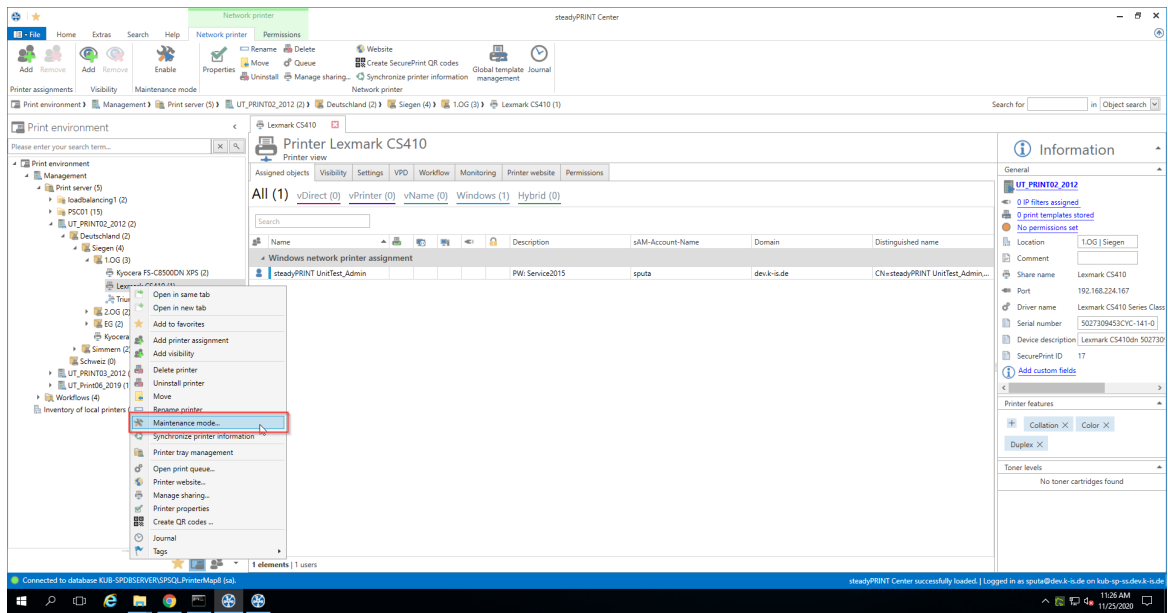 Network printer
steadyPRINT Center
File Home Extras Search Help Network printer Permissions
Add Remove Add Remove Enable Properties
Rename Delete Website
Move Queue Create SecurePrint QR codes
Uninstall Manage sharing... Synchronize printer information
Global template management Journal
Printer assignments Visibility Maintenance mode Network printer
Print environment Management Print server (5) UT_PRINT02_2012 (2) Deutschland (2) Siegen (4) 1.OG (3) Lexmark CS410 (1)
Search for in Object search
Print environment
Please enter your search term...
Print environment
Management
Print server (5)
loadbalancing1 (2)
PSC01 (15)
UT_PRINT02_2012 (2)
Deutschland (2)
Siegen (4)
1.OG (3)
Kyocera FS-C8500DN XPS (2)
Lexmark CS410 (1)
2.OG (2)
EG (2)
Kyocera
Simmern (2)
Schweiz (0)
UT_PRINT03_2012
UT_Print06_2019 (1
Workflows (4)
Inventory of local printers
Open in same tab
Open in new tab
Add to favorites
Add printer assignment
Add visibility
Delete printer
Uninstall printer
Move
Rename printer
Maintenance mode...
Synchronize printer information
Printer tray management
Open print queue...
Printer website...
Manage sharing...
Printer properties
Create QR codes ...
Journal
Tags
Lexmark CS410
Printer Lexmark CS410
Printer view
Assigned objects Visibility Settings VPD Workflow Monitoring Printer website Permissions
All (1) vDirect (0) vPrinter (0) vName (0) Windows (1) Hybrid (0)
Search
Name Description sAM-Account-Name Domain Distinguished name
Windows network printer assignment
steadyPRINT UnitTest_Admin PW: Service2015 sputa dev.k-is.de CN=steadyPRINT UnitTest_Admin,...
1 elements | 1 users
Information
General
UT_PRINT02_2012
0 IP filters assigned
0 print templates stored
No permissions set
Location 1.OG | Siegen
Comment
Share name Lexmark CS410
Port 192.168.224.167
Driver name Lexmark CS410 Series Class
Serial number 5027309453CYC-141-0
Device description Lexmark CS410dn 502730
SecurePrint ID 17
Add custom fields
Printer features
Collation Color
Duplex
Toner levels
No toner cartridges found
Connected to database KUB-SPDBSERVER\SPSQL.PrinterMap8 (sa).
steadyPRINT Center successfully loaded. | Logged in as sputa@dev.k-is.de on kub-sp-ss.dev.k-is.de
11:26 AM
11/25/2020